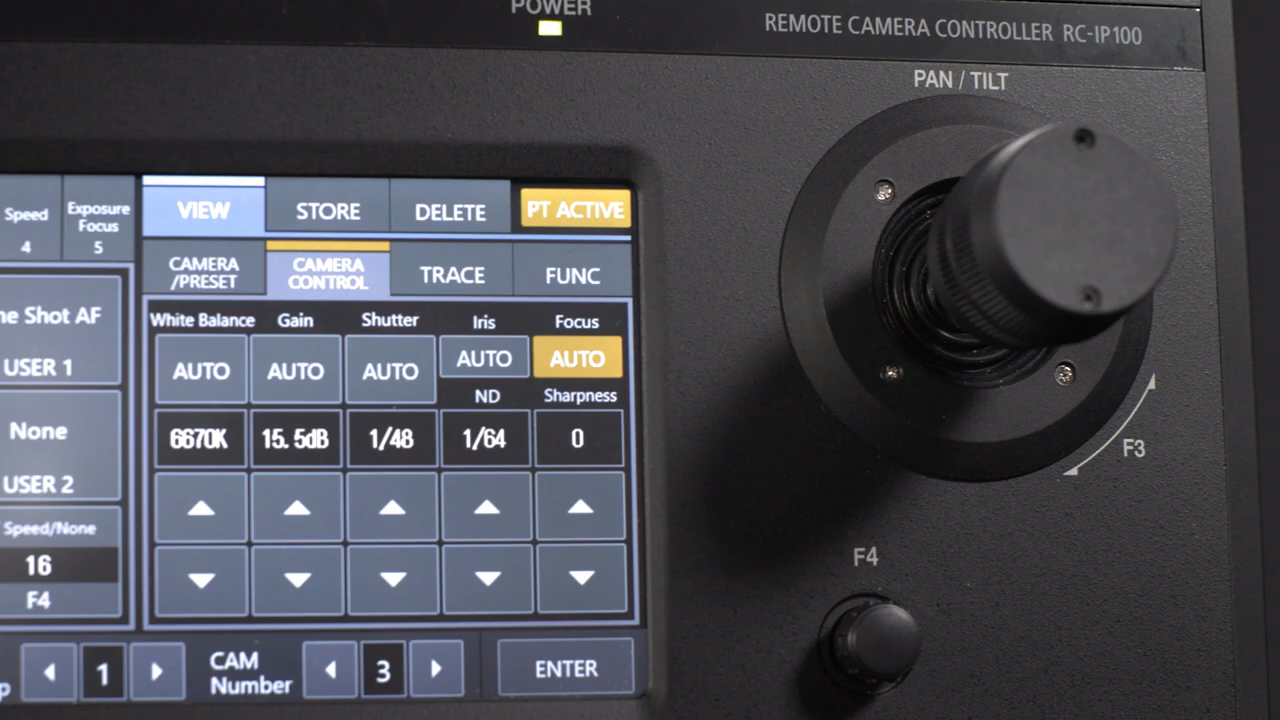 POWER
REMOTE CAMERA CONTROLLER RC-IP100
PAN / TILT
Speed
4
Exposure
Focus
5
VIEW
STORE
DELETE
PT ACTIVE
CAMERA
/PRESET
CAMERA
CONTROL
TRACE
FUNC
Shot AF
USER 1
None
USER 2
Speed/None
16
F4
White Balance
Gain
Shutter
Iris
Focus
AUTO
AUTO
AUTO
AUTO
AUTO
ND
Sharpness
6670K
15.5dB
1/48
1/64
0
1
CAM
Number
3
ENTER
F3
F4